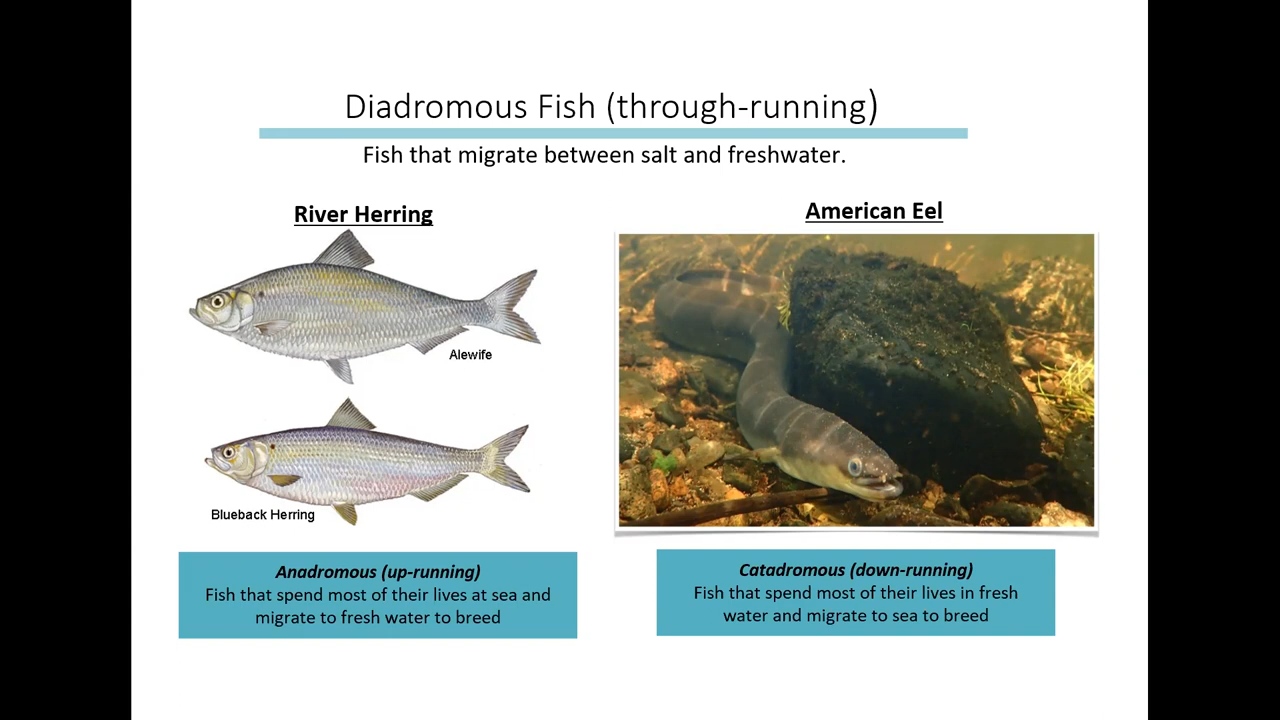 Diadromous Fish (through-running)
Fish that migrate between salt and freshwater.
River Herring
Alewife
Blueback Herring
Anadromous (up-running)
Fish that spend most of their lives at sea and
migrate to fresh water to breed
American Eel
Catadromous (down-running)
Fish that spend most of their lives in fresh
water and migrate to sea to breed